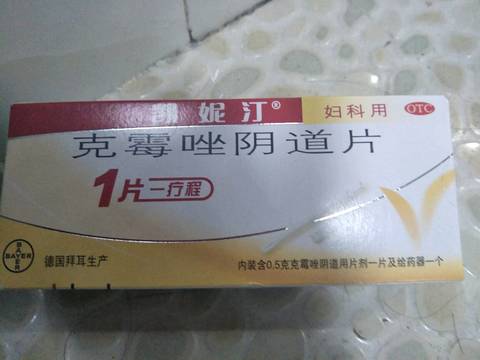 凯妮汀®
妇科用 OTC
克霉唑阴道片
1片一疗程
BAYER
BAYER
德国拜耳生产
内装含0.5克克霉唑阴道用片剂一片及给药器一个